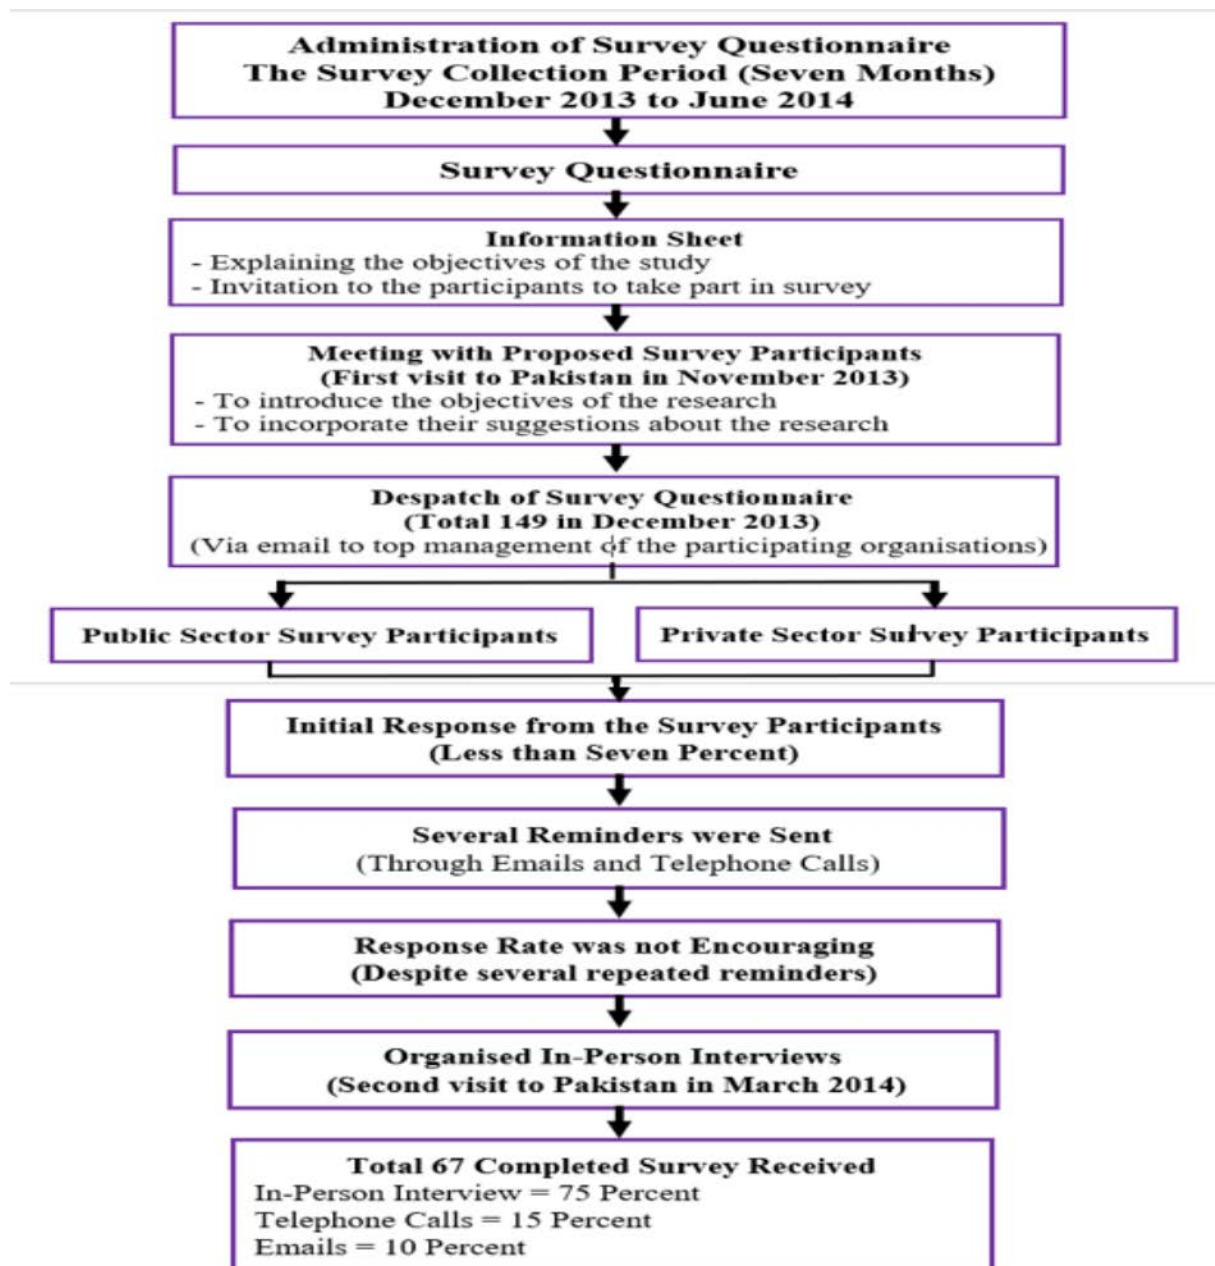 Administration of Survey Questionnaire
The Survey Collection Period (Seven Months)
December 2013 to June 2014
Survey Questionnaire
Information Sheet
- Explaining the objectives of the study
- Invitation to the participants to take part in survey
Meeting with Proposed Survey Participants
(First visit to Pakistan in November 2013)
- To introduce the objectives of the research
- To incorporate their suggestions about the research
Despatch of Survey Questionnaire
(Total 149 in December 2013)
(Via email to top management of the participating organisations)
Public Sector Survey Participants
Private Sector Survey Participants
Initial Response from the Survey Participants
(Less than Seven Percent)
Several Reminders were Sent
(Through Emails and Telephone Calls)
Response Rate was not Encouraging
(Despite several repeated reminders)
Organised In-Person Interviews
(Second visit to Pakistan in March 2014)
Total 67 Completed Survey Received
In-Person Interview = 75 Percent
Telephone Calls = 15 Percent
Emails = 10 Percent